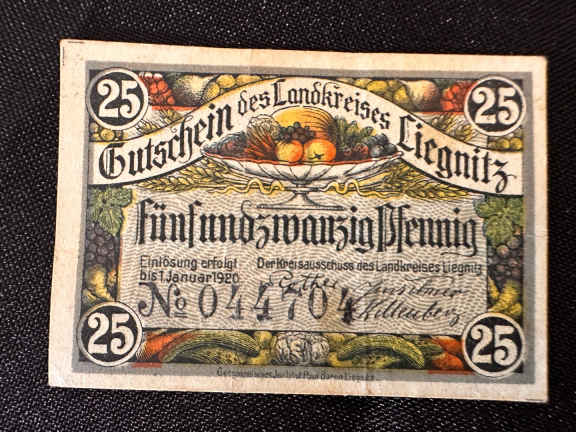 25 25
Gutschein des Landkreises Liegnitz
fünfundzwanzig Pfennig
Einlösung erfolgt
bis 1. Januar 1920.
Der Kreisausschuss des Landkreises Liegnitz
No 044704
25 25